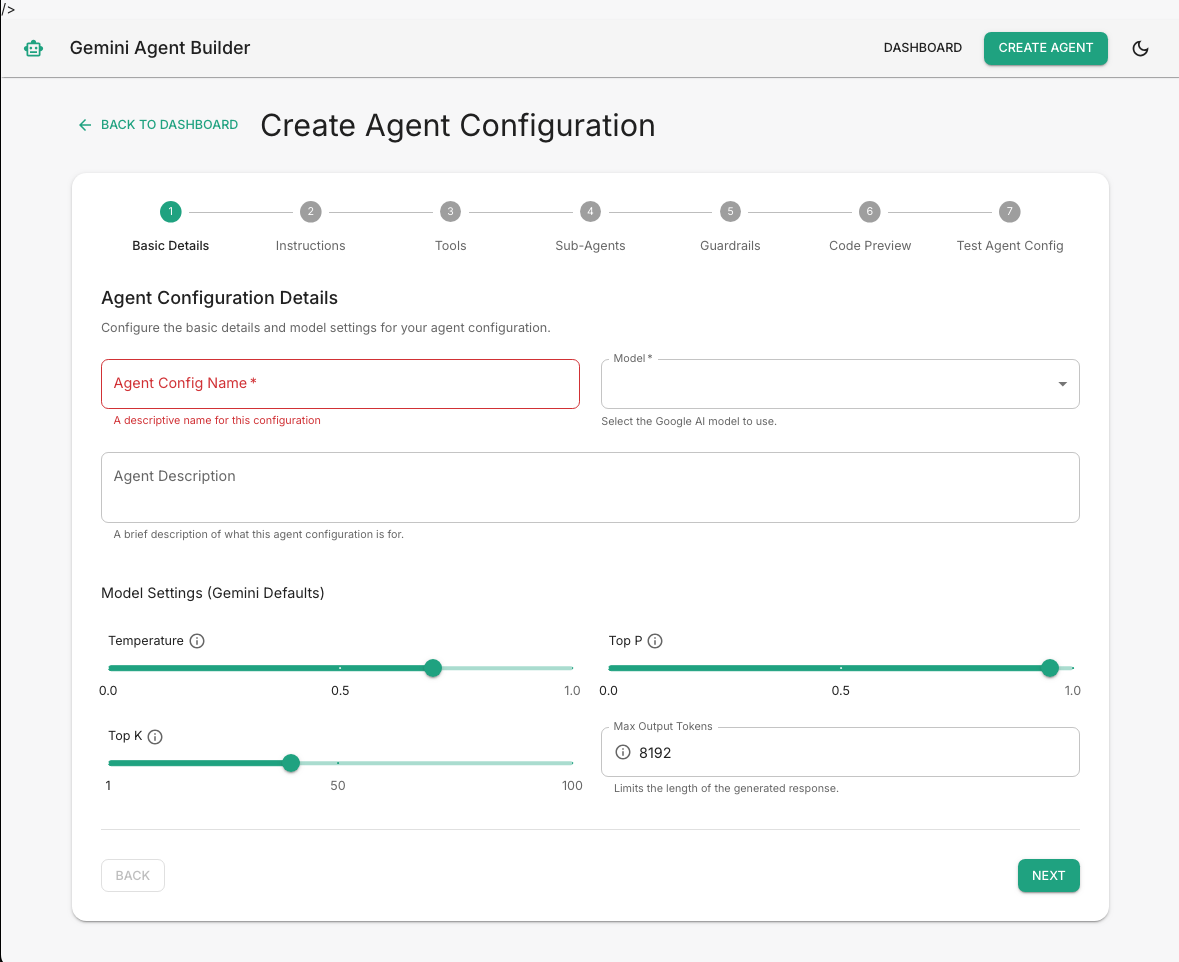 />
Gemini Agent Builder
DASHBOARD
CREATE AGENT
BACK TO DASHBOARD
Create Agent Configuration
1 2 3 4 5 6 7
Basic Details Instructions Tools Sub-Agents Guardrails Code Preview Test Agent Config
Agent Configuration Details
Configure the basic details and model settings for your agent configuration.
Agent Config Name *
A descriptive name for this configuration
Model *
Select the Google AI model to use.
Agent Description
A brief description of what this agent configuration is for.
Model Settings (Gemini Defaults)
Temperature
0.0 0.5 1.0
Top P
0.0 0.5 1.0
Top K
1 50 100
Max Output Tokens
8192
Limits the length of the generated response.
BACK
NEXT